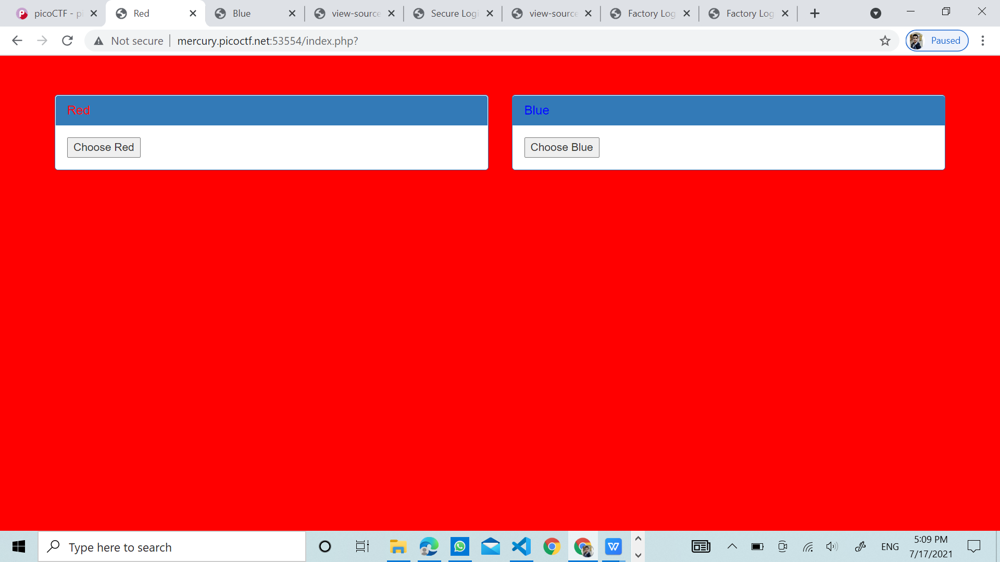 picoCTF - pi
Red
Blue
view-source
Secure Logi
view-source
Factory Log
Factory Log
Not secure
mercury.picoctf.net:53554/index.php?
Paused
Red
Blue
Choose Red
Choose Blue
Type here to search
ENG
5:09 PM
7/17/2021